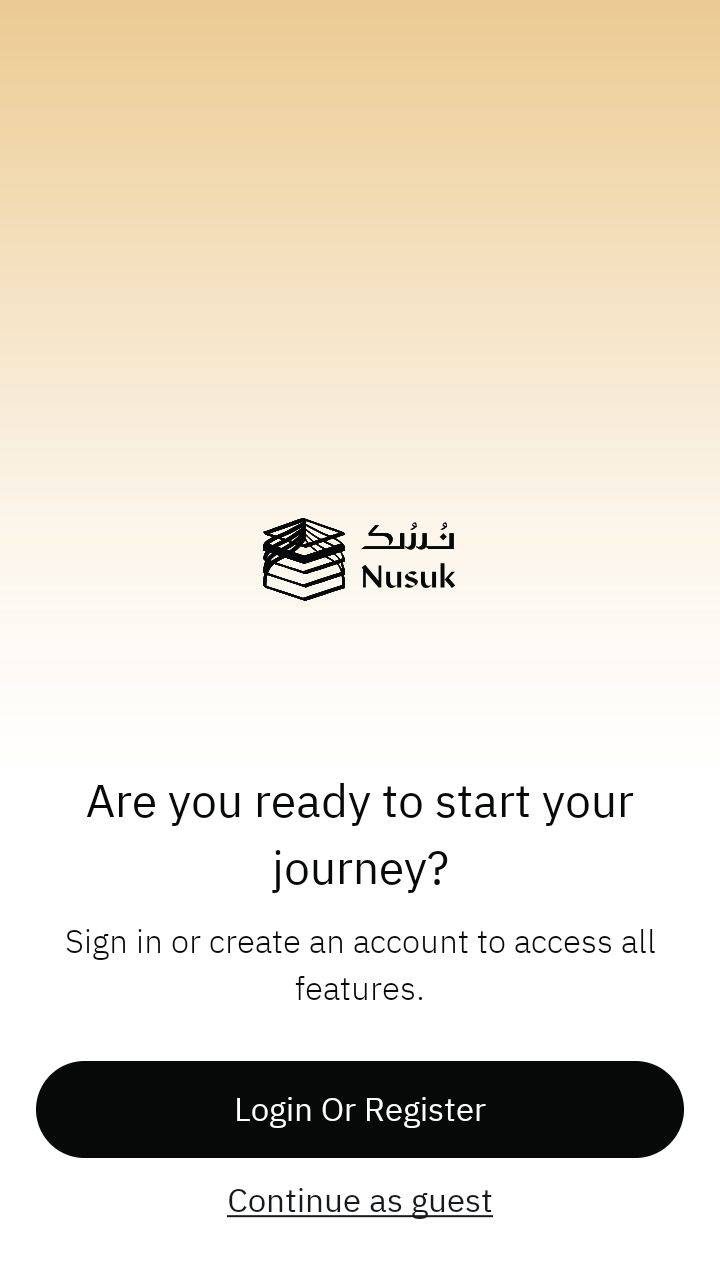 نُسُك
Nusuk
Are you ready to start your
journey?
Sign in or create an account to access all
features.
Login Or Register
Continue as guest